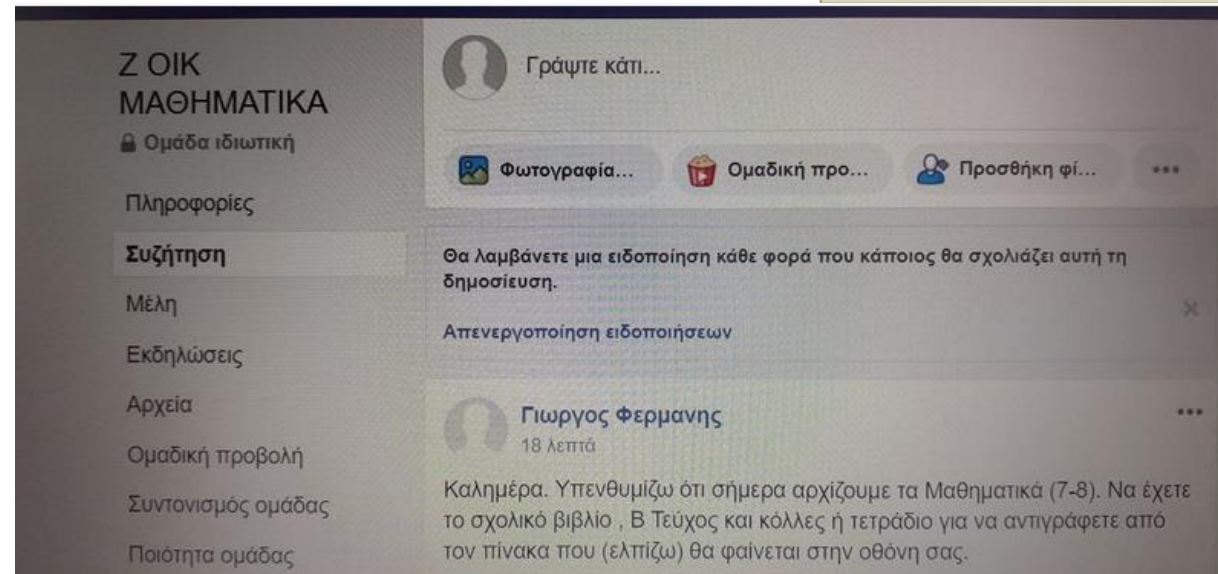 Ζ ΟΙΚ
ΜΑΘΗΜΑΤΙΚΑ
Ομάδα ιδιωτική
Πληροφορίες
Συζήτηση
Μέλη
Εκδηλώσεις
Αρχεία
Ομαδική προβολή
Συντονισμός ομάδας
Ποιότητα ομάδας
Γράψτε κάτι...
Φωτογραφία...
Ομαδική προ...
Προσθήκη φί...
Θα λαμβάνετε μια ειδοποίηση κάθε φορά που κάποιος θα σχολιάζει αυτή τη
δημοσίευση.
Απενεργοποίηση ειδοποιήσεων
Γιωργος Φερμανης
18 λεπτά
Καλημέρα. Υπενθυμίζω ότι σήμερα αρχίζουμε τα Μαθηματικά (7-8). Να έχετε
το σχολικό βιβλίο , Β Τεύχος και κόλλες ή τετράδιο για να αντιγράφετε από
τον πίνακα που (ελπίζω) θα φαίνεται στην οθόνη σας.